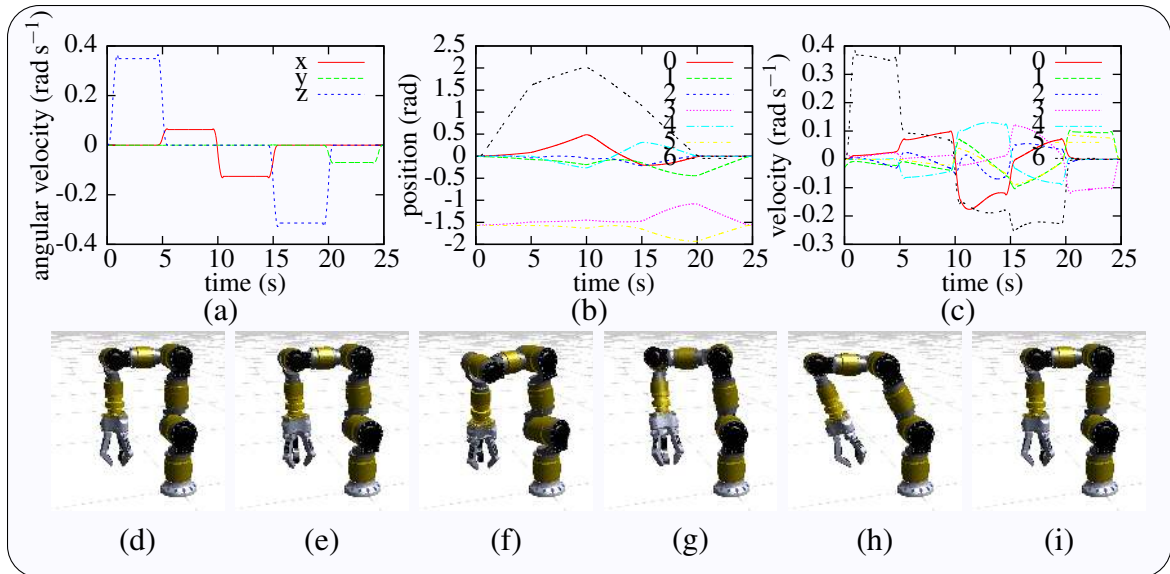 angular velocity (rad s⁻¹)
0.4
0.2
0
-0.2
-0.4
x
y
z
0 5 10 15 20 25
time (s)
(a)
position (rad)
2.5
2
1.5
1
0.5
0
-0.5
-1
-1.5
-2
0
1
2
3
4
5
6
0 5 10 15 20 25
time (s)
(b)
velocity (rad s⁻¹)
0.4
0.3
0.2
0.1
0
-0.1
-0.2
-0.3
0
1
2
3
4
5
6
0 5 10 15 20 25
time (s)
(c)
(d) (e) (f) (g) (h) (i)